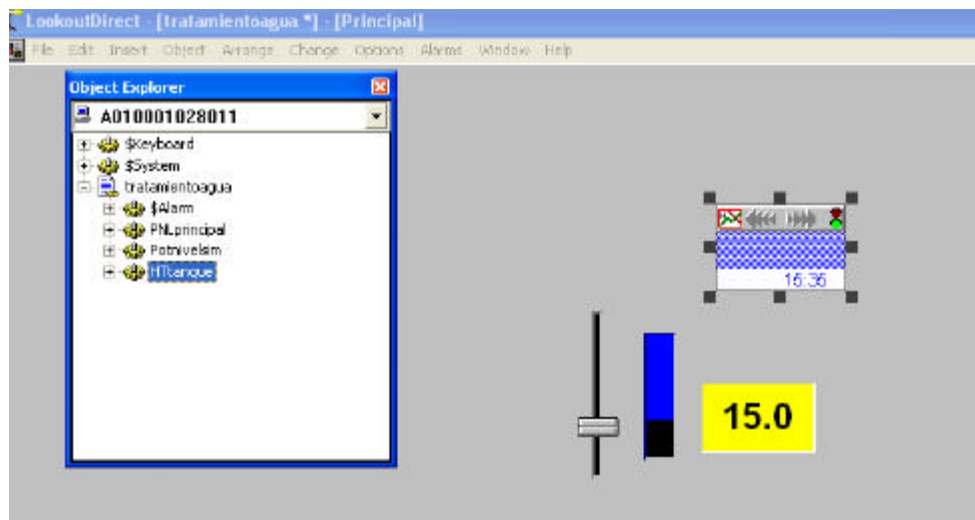 LookoutDirect - [tratamientoagua *] - [Principal]
File Edit Insert Object Arrange Change Options Alarms Window Help
Object Explorer
A010001028011
$Keyboard
$System
tratamientoagua
$Alarm
PNLprincipal
Potnivelsim
HTtanque
15:35
15.0